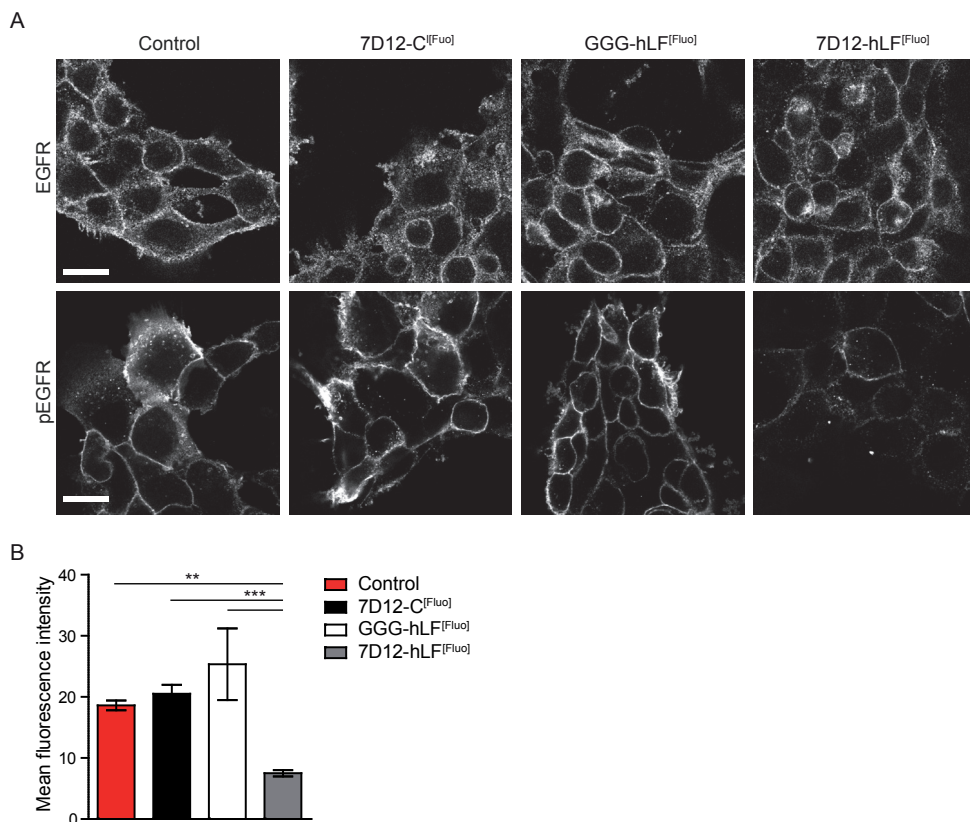 A
Control
7D12-C[[Fuo]
GGG-hLF[Fluo]
7D12-hLF[Fluo]
EGFR
pEGFR
B
Mean fluorescence intensity
40
30
20
10
0
**
***
Control
7D12-C[Fluo]
GGG-hLF[Fluo]
7D12-hLF[Fluo]